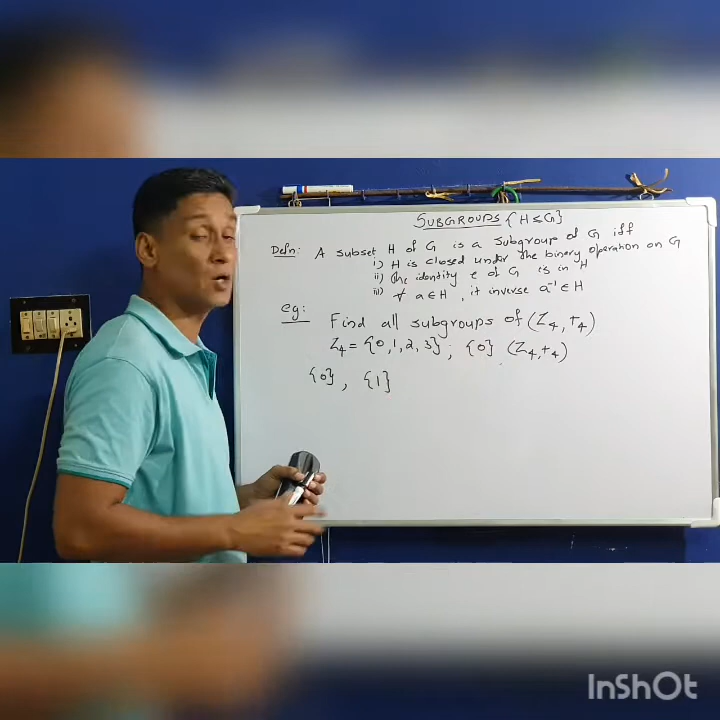 SUBGROUPS {H≤G}
Defn: A subset H of G is a subgroup of G iff
i) H is closed under the binary operation on G
ii) the identity e of G is in H
iii) ∀ a∈H, it inverse a⁻¹∈H
eg: Find all subgroups of (Z₄, +₄)
Z₄ = {0,1,2,3}; {0} (Z₄,+₄)
{0}, {1}
InShOt